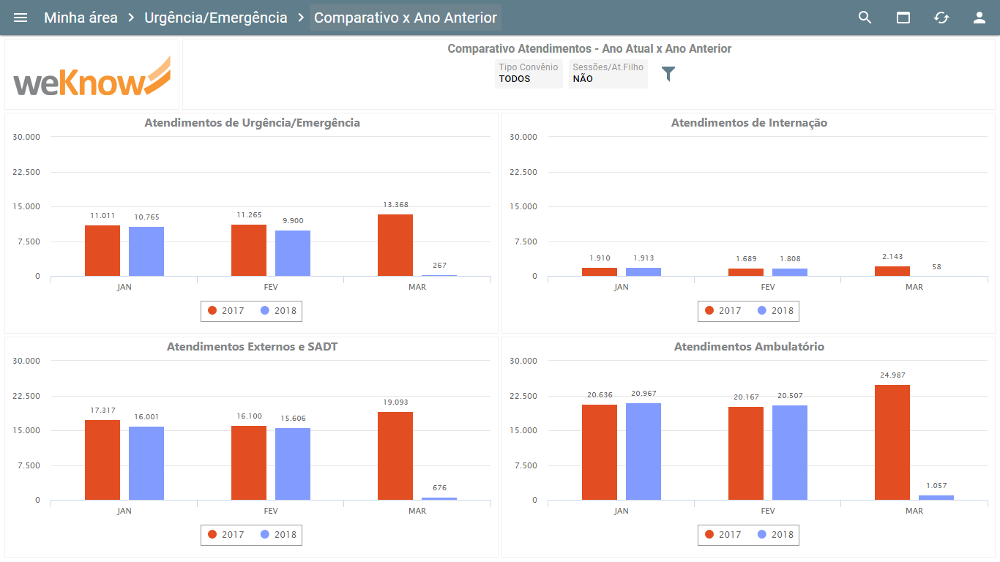 Minha área > Urgência/Emergência > Comparativo x Ano Anterior
weKnow
Comparativo Atendimentos - Ano Atual x Ano Anterior
Tipo Convênio
TODOS
Sessões/At.Filho
NÃO
Atendimentos de Urgência/Emergência
30.000
22.500
15.000
7.500
0
11.011
10.765
11.265
9.900
13.368
267
JAN
FEV
MAR
2017 2018
Atendimentos de Internação
30.000
22.500
15.000
7.500
0
1.910
1.913
1.689
1.808
2.143
58
JAN
FEV
MAR
2017 2018
Atendimentos Externos e SADT
30.000
22.500
15.000
7.500
0
17.317
16.001
16.100
15.606
19.093
676
JAN
FEV
MAR
2017 2018
Atendimentos Ambulatório
30.000
22.500
15.000
7.500
0
20.636
20.967
20.167
20.507
24.987
1.057
JAN
FEV
MAR
2017 2018